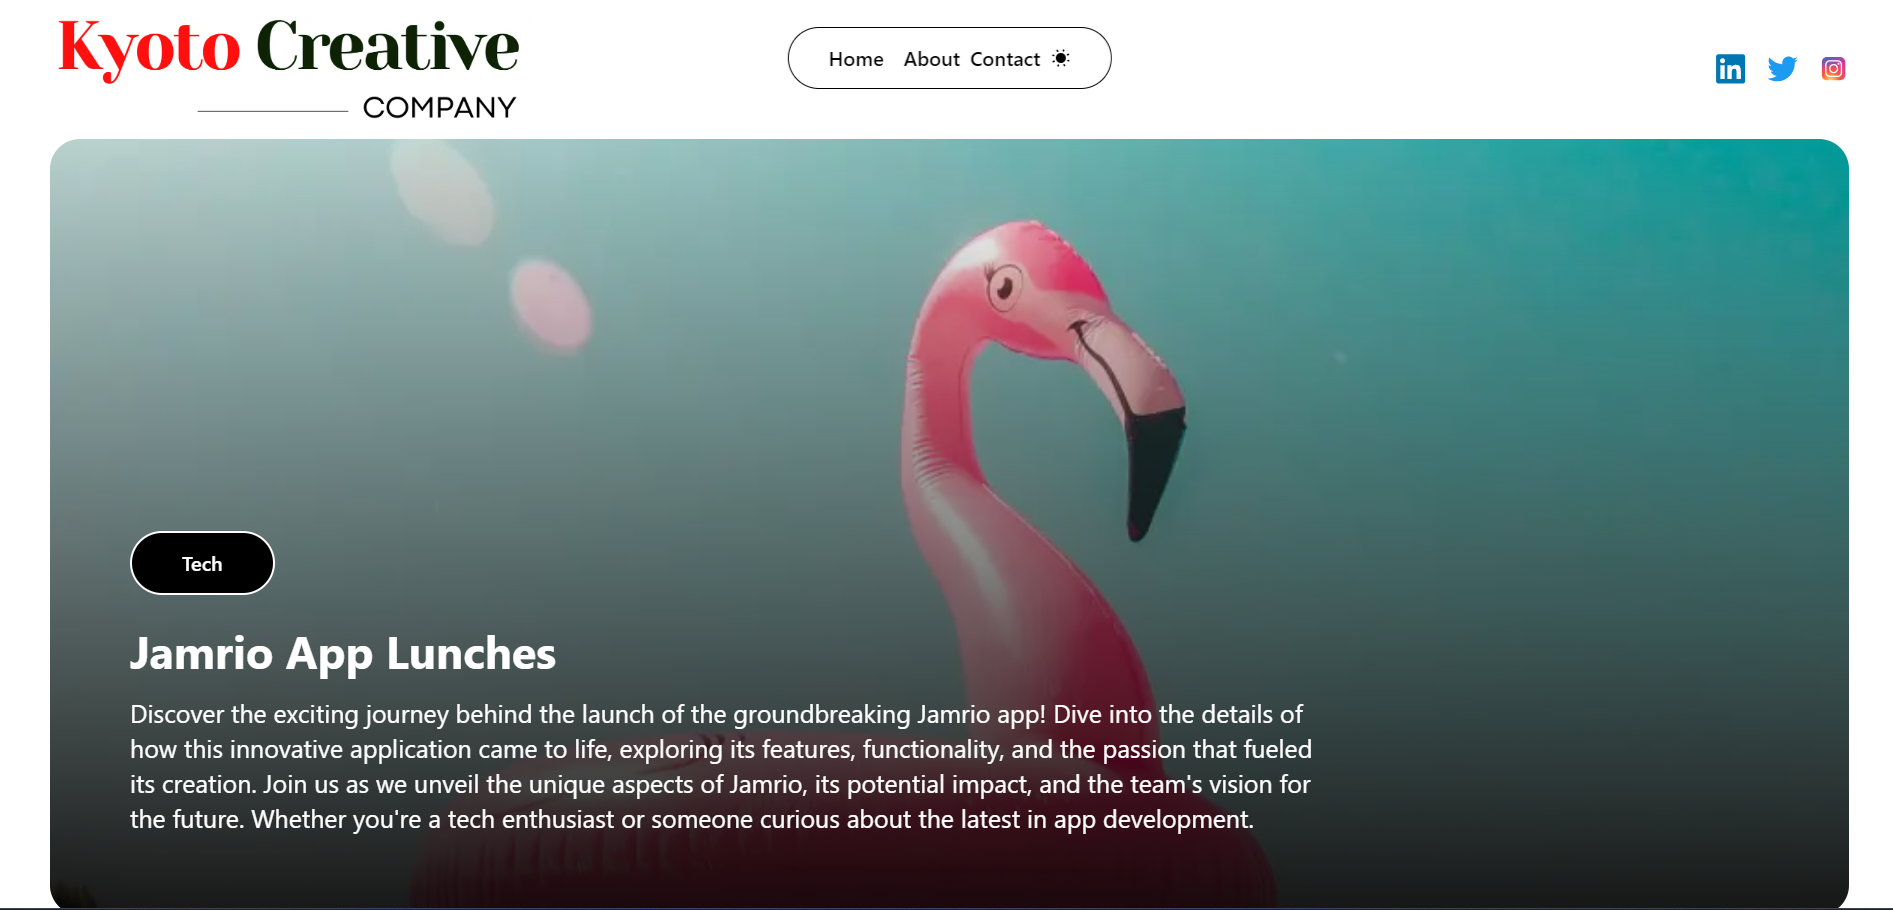 Kyoto Creative
COMPANY
Home About Contact
Tech
Jamrio App Lunches
Discover the exciting journey behind the launch of the groundbreaking Jamrio app! Dive into the details of
how this innovative application came to life, exploring its features, functionality, and the passion that fueled
its creation. Join us as we unveil the unique aspects of Jamrio, its potential impact, and the team's vision for
the future. Whether you're a tech enthusiast or someone curious about the latest in app development.